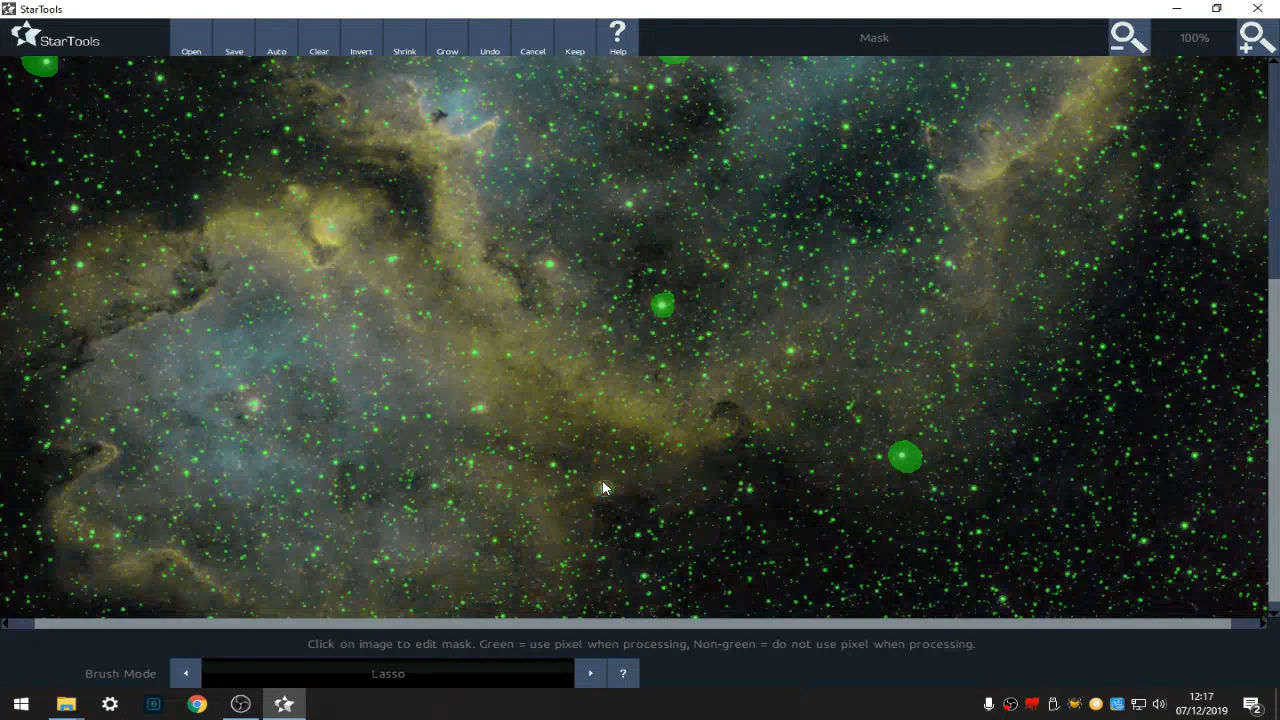 StarTools
StarTools
Open Save Auto Clear Invert Shrink Grow Undo Cancel Keep ? Help
Mask
100%
Click on image to edit mask. Green = use pixel when processing, Non-green = do not use pixel when processing.
Brush Mode Lasso ?
12:17
07/12/2019
2